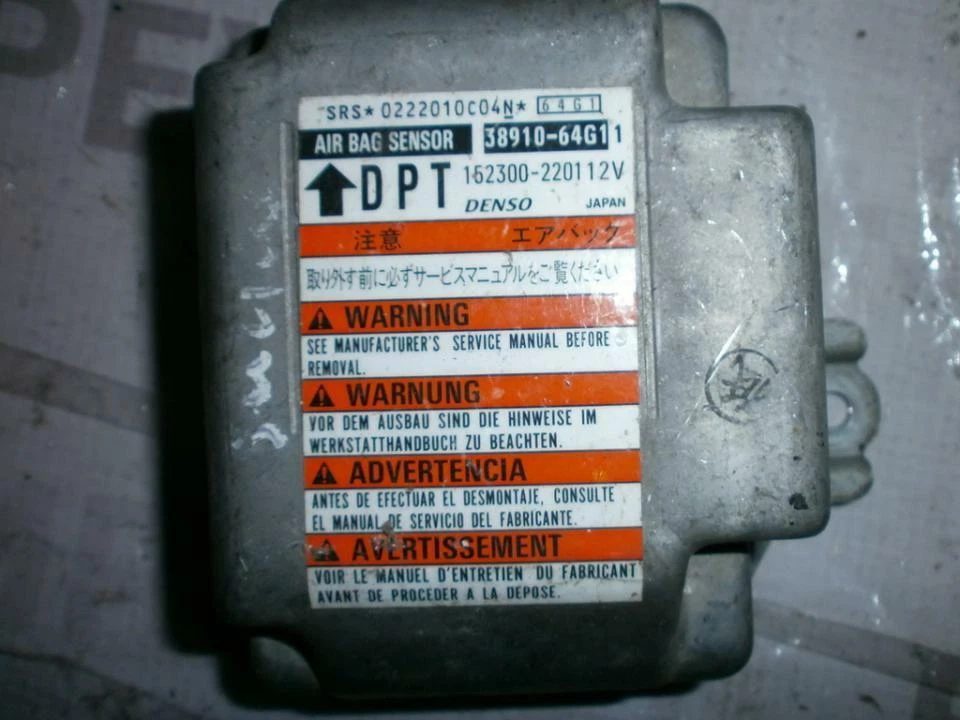 SRS*0222010C04N* 64G1
AIR BAG SENSOR 38910-64G11
DPT 152300-2201 12V
DENSO JAPAN
注意 エアバック
取り外す前に必ずサービスマニュアルをご覧ください
WARNING
SEE MANUFACTURER'S SERVICE MANUAL BEFORE
REMOVAL.
WARNUNG
VOR DEM AUSBAU SIND DIE HINWEISE IM
WERKSTATTHANDBUCH ZU BEACHTEN.
ADVERTENCIA
ANTES DE EFECTUAR EL DESMONTAJE, CONSULTE
EL MANUAL DE SERVICIO DEL FABRICANTE.
AVERTISSEMENT
VOIR LE MANUEL D'ENTRETIEN DU FABRICANT
AVANT DE PROCEDER A LA DEPOSE.